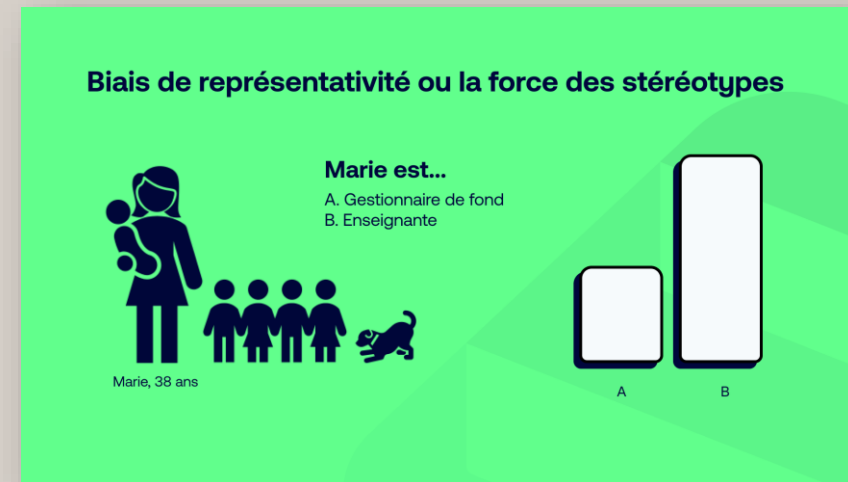 Biais de représentativité ou la force des stéréotypes
Marie est...
A. Gestionnaire de fond
B. Enseignante
Marie, 38 ans
A
B